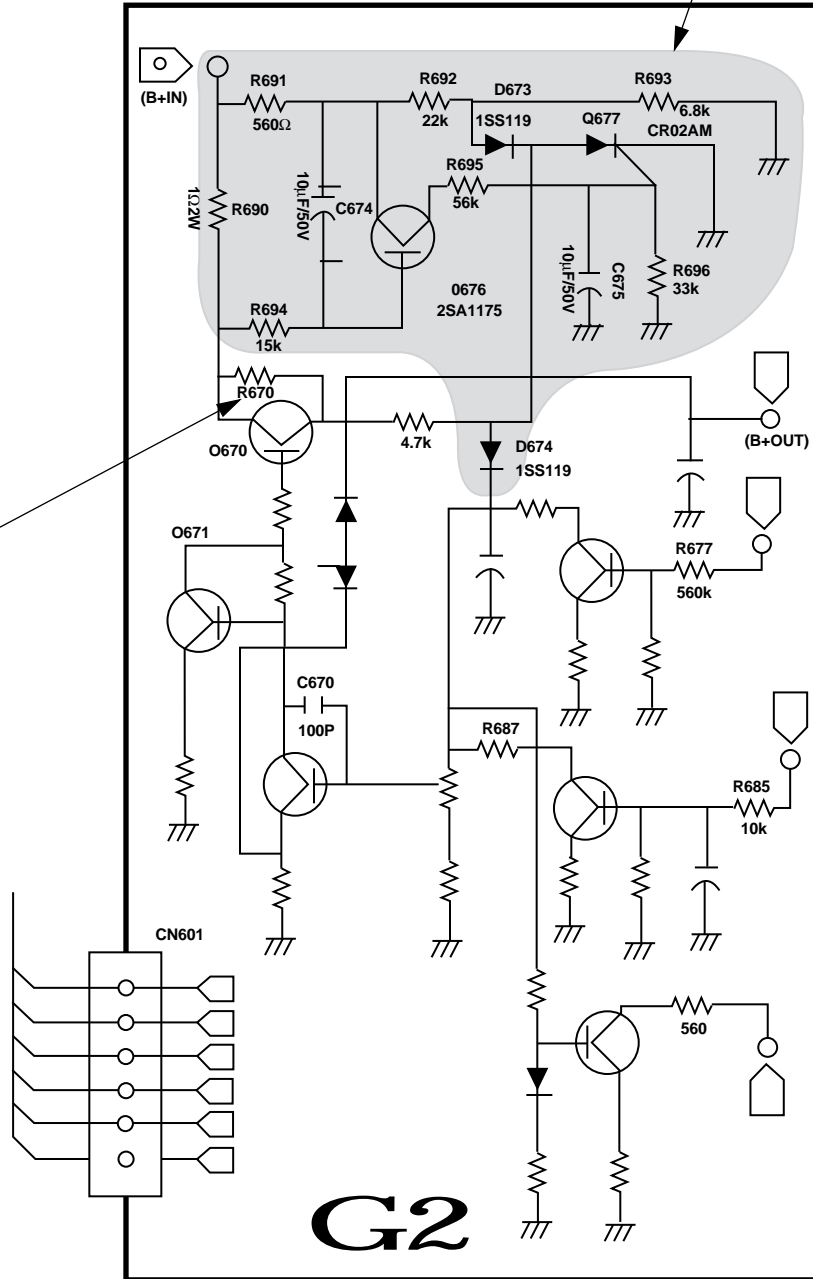 (B+IN)
R691
560Ω
R692
22k
D673
1SS119
Q677
R693
6.8k
CR02AM
R695
56k
1Ω2W
R690
10µF/50V
C674
0676
2SA1175
10µF/50V
C675
R696
33k
R694
15k
R670
O670
4.7k
D674
1SS119
(B+OUT)
O671
R677
560k
C670
100P
R687
R685
10k
CN601
560
G2